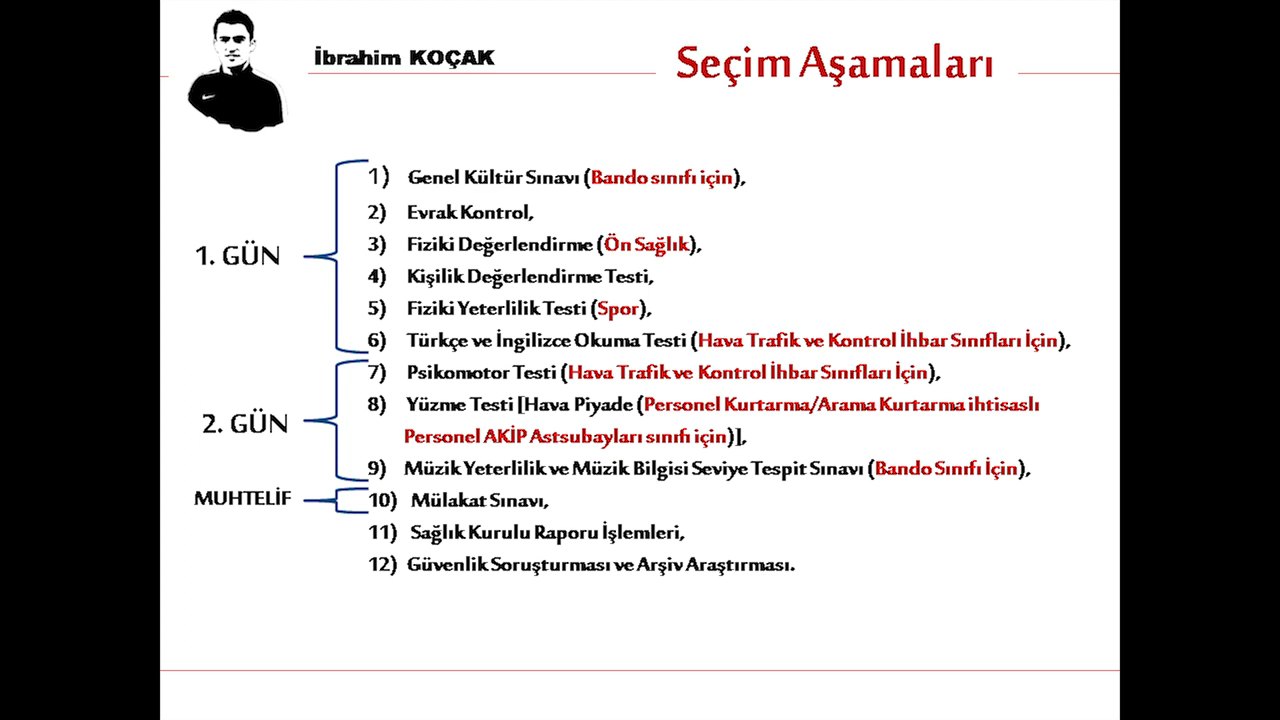 İbrahim KOÇAK
Seçim Aşamaları
1. GÜN
1) Genel Kültür Sınavı (Bando sınıfı için),
2) Evrak Kontrol,
3) Fiziki Değerlendirme (Ön Sağlık),
4) Kişilik Değerlendirme Testi,
5) Fiziki Yeterlilik Testi (Spor),
6) Türkçe ve İngilizce Okuma Testi (Hava Trafik ve Kontrol İhbar Sınıfları İçin),
2. GÜN
7) Psikomotor Testi (Hava Trafik ve Kontrol İhbar Sınıfları İçin),
8) Yüzme Testi [Hava Piyade (Personel Kurtarma/Arama Kurtarma ihtisaslı
Personel AKİP Astsubayları sınıfı için)],
9) Müzik Yeterlilik ve Müzik Bilgisi Seviye Tespit Sınavı (Bando Sınıfı İçin),
MUHTELİF
10) Mülakat Sınavı,
11) Sağlık Kurulu Raporu İşlemleri,
12) Güvenlik Soruşturması ve Arşiv Araştırması.